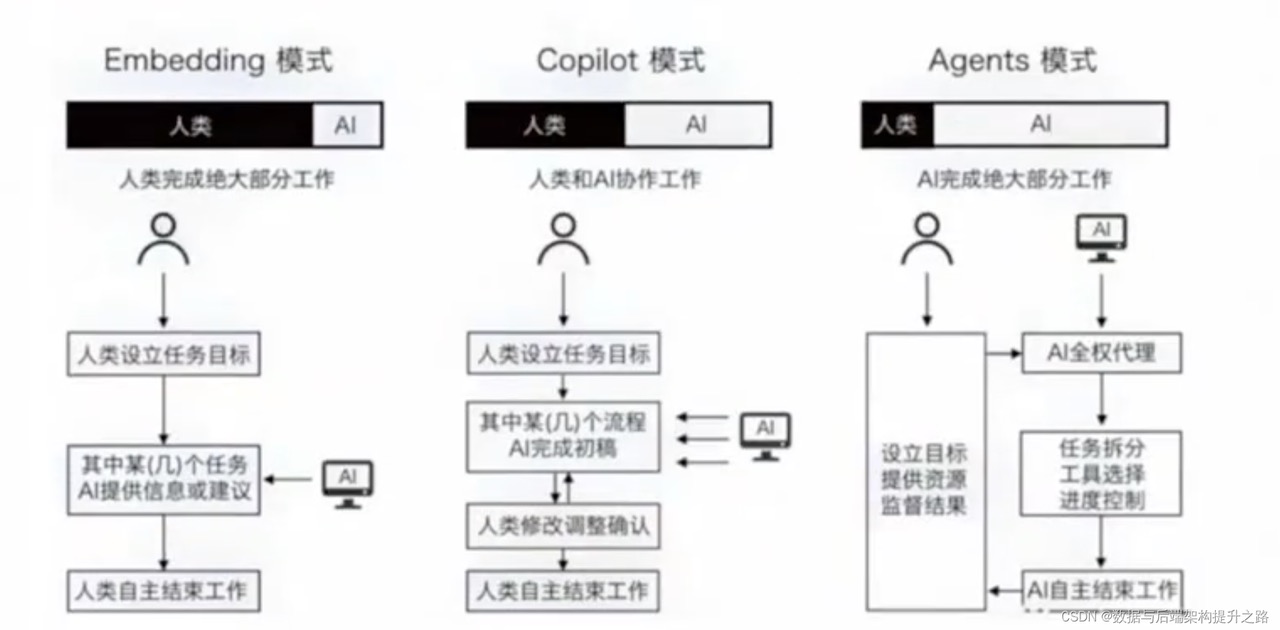 Embedding 模式
人类
AI
人类完成绝大部分工作
人类设立任务目标
其中某(几)个任务
AI提供信息或建议
AI
人类自主结束工作
Copilot 模式
人类
AI
人类和AI协作工作
人类设立任务目标
其中某(几)个流程
AI完成初稿
AI
人类修改调整确认
人类自主结束工作
Agents 模式
人类
AI
AI完成绝大部分工作
AI
设立目标
提供资源
监督结果
AI全权代理
任务拆分
工具选择
进度控制
AI自主结束工作
CSDN @数据与后端架构提升之路